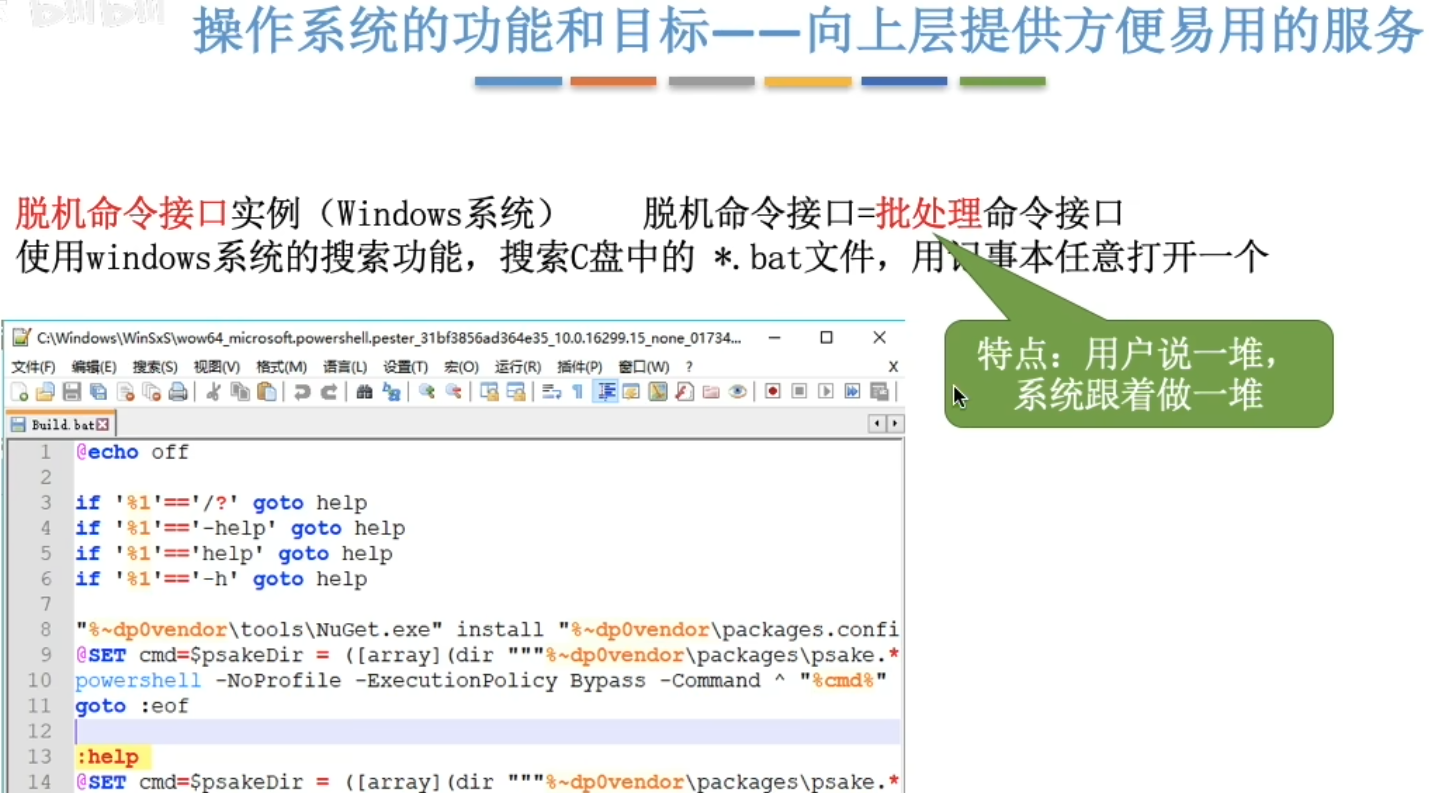 bilibili
操作系统的功能和目标——向上层提供方便易用的服务
脱机命令接口实例（Windows系统） 脱机命令接口=批处理命令接口
使用windows系统的搜索功能，搜索C盘中的 *.bat文件，用记事本任意打开一个
特点：用户说一堆，
系统跟着做一堆
C:\Windows\WinSxS\wow64_microsoft.powershell.pester_31bf3856ad364e35_10.0.16299.15_none_01734...
文件(F) 编辑(E) 搜索(S) 视图(V) 格式(M) 语言(L) 设置(T) 宏(O) 运行(R) 插件(P) 窗口(W) ? X
Build.bat
1 @echo off
2
3 if '%1'=='/?' goto help
4 if '%1'=='-help' goto help
5 if '%1'=='help' goto help
6 if '%1'=='-h' goto help
7
8 "%~dp0vendor\tools\NuGet.exe" install "%~dp0vendor\packages.confi
9 @SET cmd=$psakeDir = ([array](dir """%~dp0vendor\packages\psake.*
10 powershell -NoProfile -ExecutionPolicy Bypass -Command ^ "%cmd%"
11 goto :eof
12
13 :help
14 @SET cmd=$psakeDir = ([array](dir """%~dp0vendor\packages\psake.*